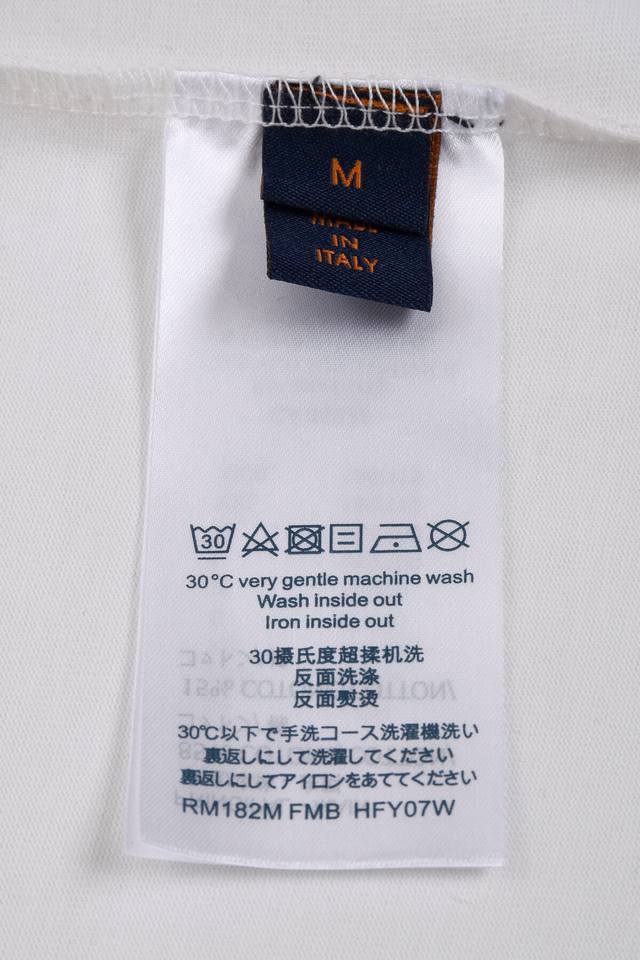 M
MADE
IN
ITALY
30
30°C very gentle machine wash
Wash inside out
Iron inside out
30摄氏度超揉机洗
反面洗涤
反面熨烫
30℃以下で手洗コース洗濯機洗い
裏返しにして洗濯してください
裏返しにしてアイロンをあててください
RM182M FMB HFY07W